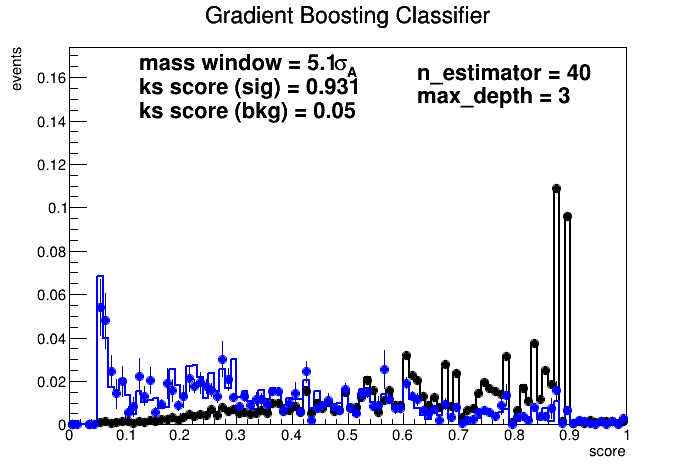 Gradient Boosting Classifier
events
mass window = 5.1σA
ks score (sig) = 0.931
ks score (bkg) = 0.05
n_estimator = 40
max_depth = 3
0.16
0.14
0.12
0.1
0.08
0.06
0.04
0.02
0
0 0.1 0.2 0.3 0.4 0.5 0.6 0.7 0.8 0.9 1
score